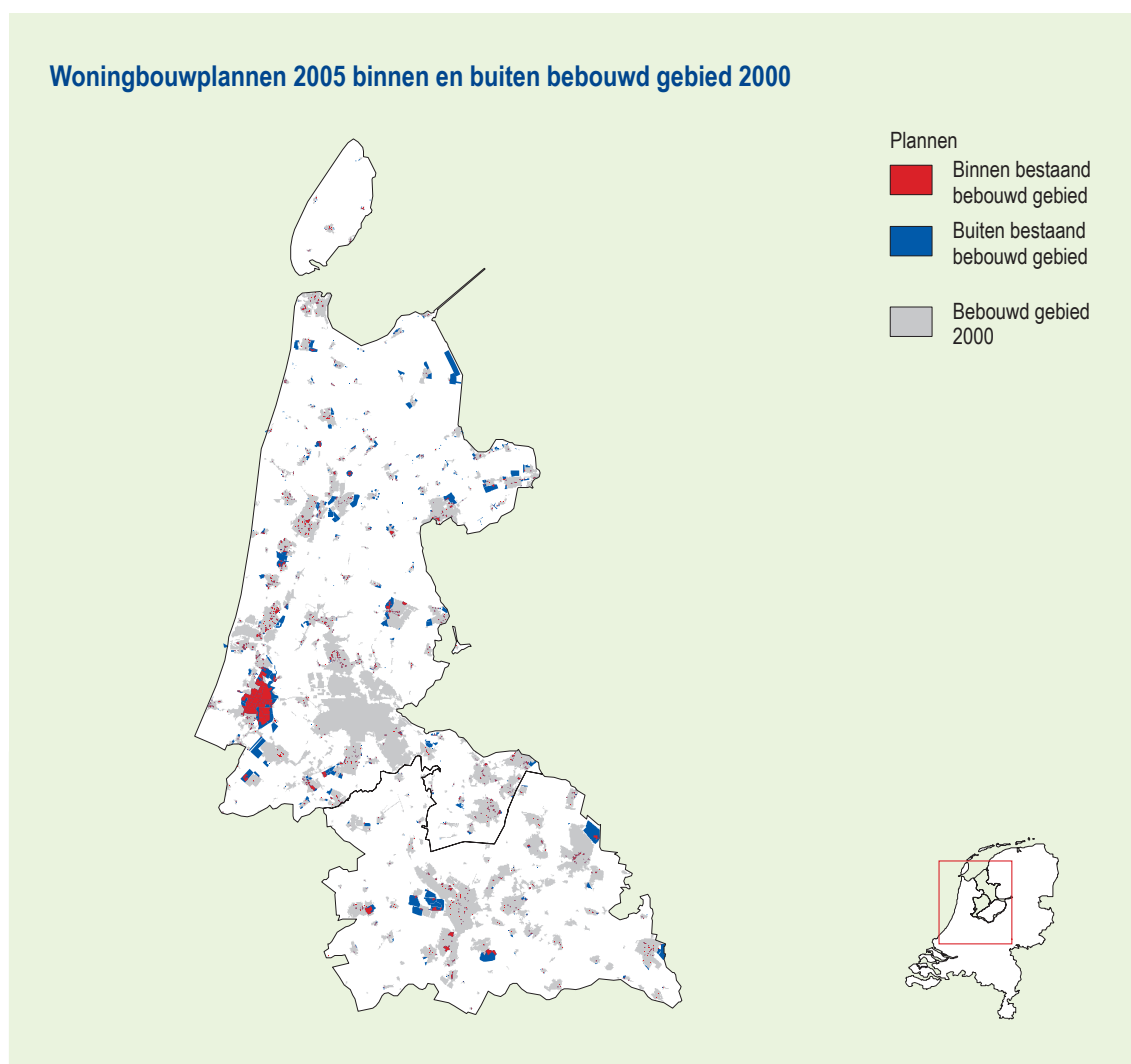 Woningbouwplannen 2005 binnen en buiten bebouwd gebied 2000
Plannen
Binnen bestaand
bebouwd gebied
Buiten bestaand
bebouwd gebied
Bebouwd gebied
2000